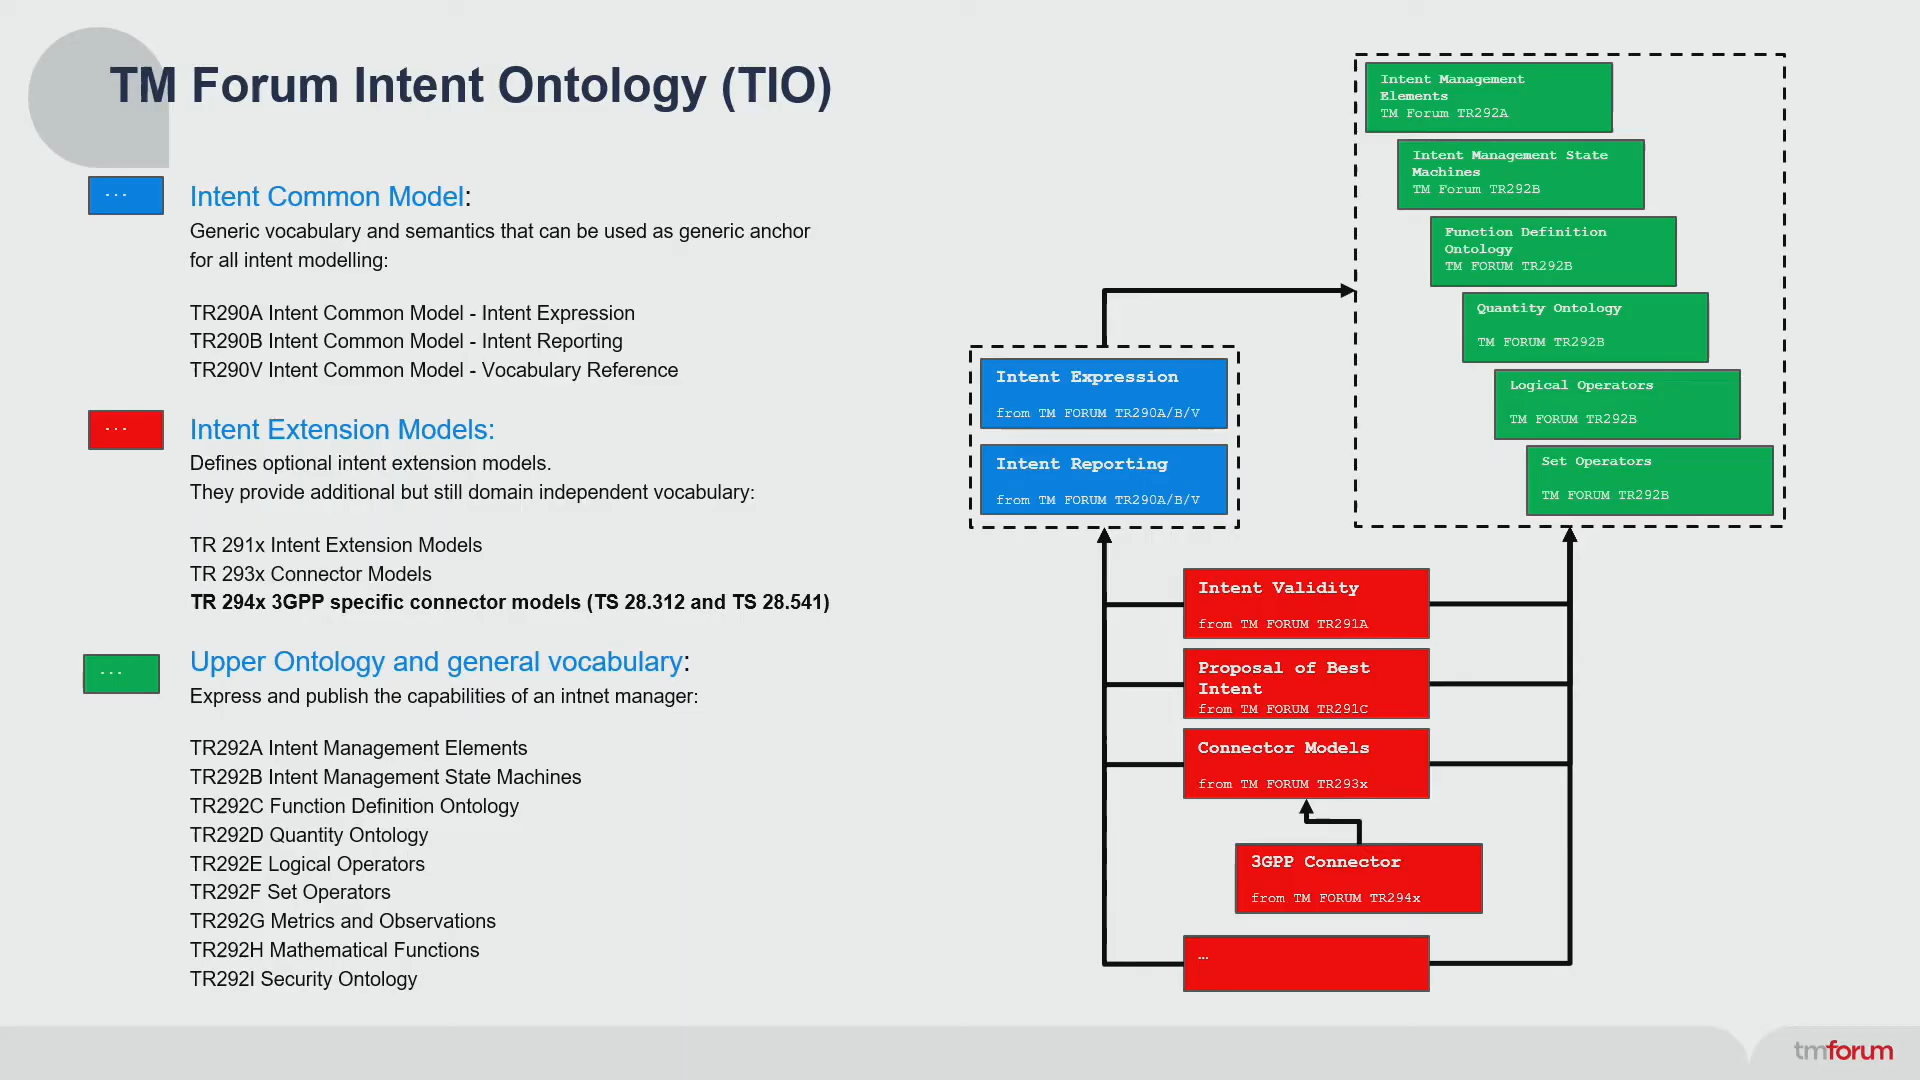 TM Forum Intent Ontology (TIO)
...
Intent Common Model:
Generic vocabulary and semantics that can be used as generic anchor
for all intent modelling:
TR290A Intent Common Model - Intent Expression
TR290B Intent Common Model - Intent Reporting
TR290V Intent Common Model - Vocabulary Reference
...
Intent Extension Models:
Defines optional intent extension models.
They provide additional but still domain independent vocabulary:
TR 291x Intent Extension Models
TR 293x Connector Models
TR 294x 3GPP specific connector models (TS 28.312 and TS 28.541)
...
Upper Ontology and general vocabulary:
Express and publish the capabilities of an intnet manager:
TR292A Intent Management Elements
TR292B Intent Management State Machines
TR292C Function Definition Ontology
TR292D Quantity Ontology
TR292E Logical Operators
TR292F Set Operators
TR292G Metrics and Observations
TR292H Mathematical Functions
TR292I Security Ontology
Intent Management
Elements
TM Forum TR292A
Intent Management State
Machines
TM Forum TR292B
Function Definition
Ontology
TM FORUM TR292B
Quantity Ontology
TM FORUM TR292B
Logical Operators
TM FORUM TR292B
Set Operators
TM FORUM TR292B
Intent Expression
from TM FORUM TR290A/B/V
Intent Reporting
from TM FORUM TR290A/B/V
Intent Validity
from TM FORUM TR291A
Proposal of Best
Intent
from TM FORUM TR291C
Connector Models
from TM FORUM TR293x
3GPP Connector
from TM FORUM TR294x
...
tmforum